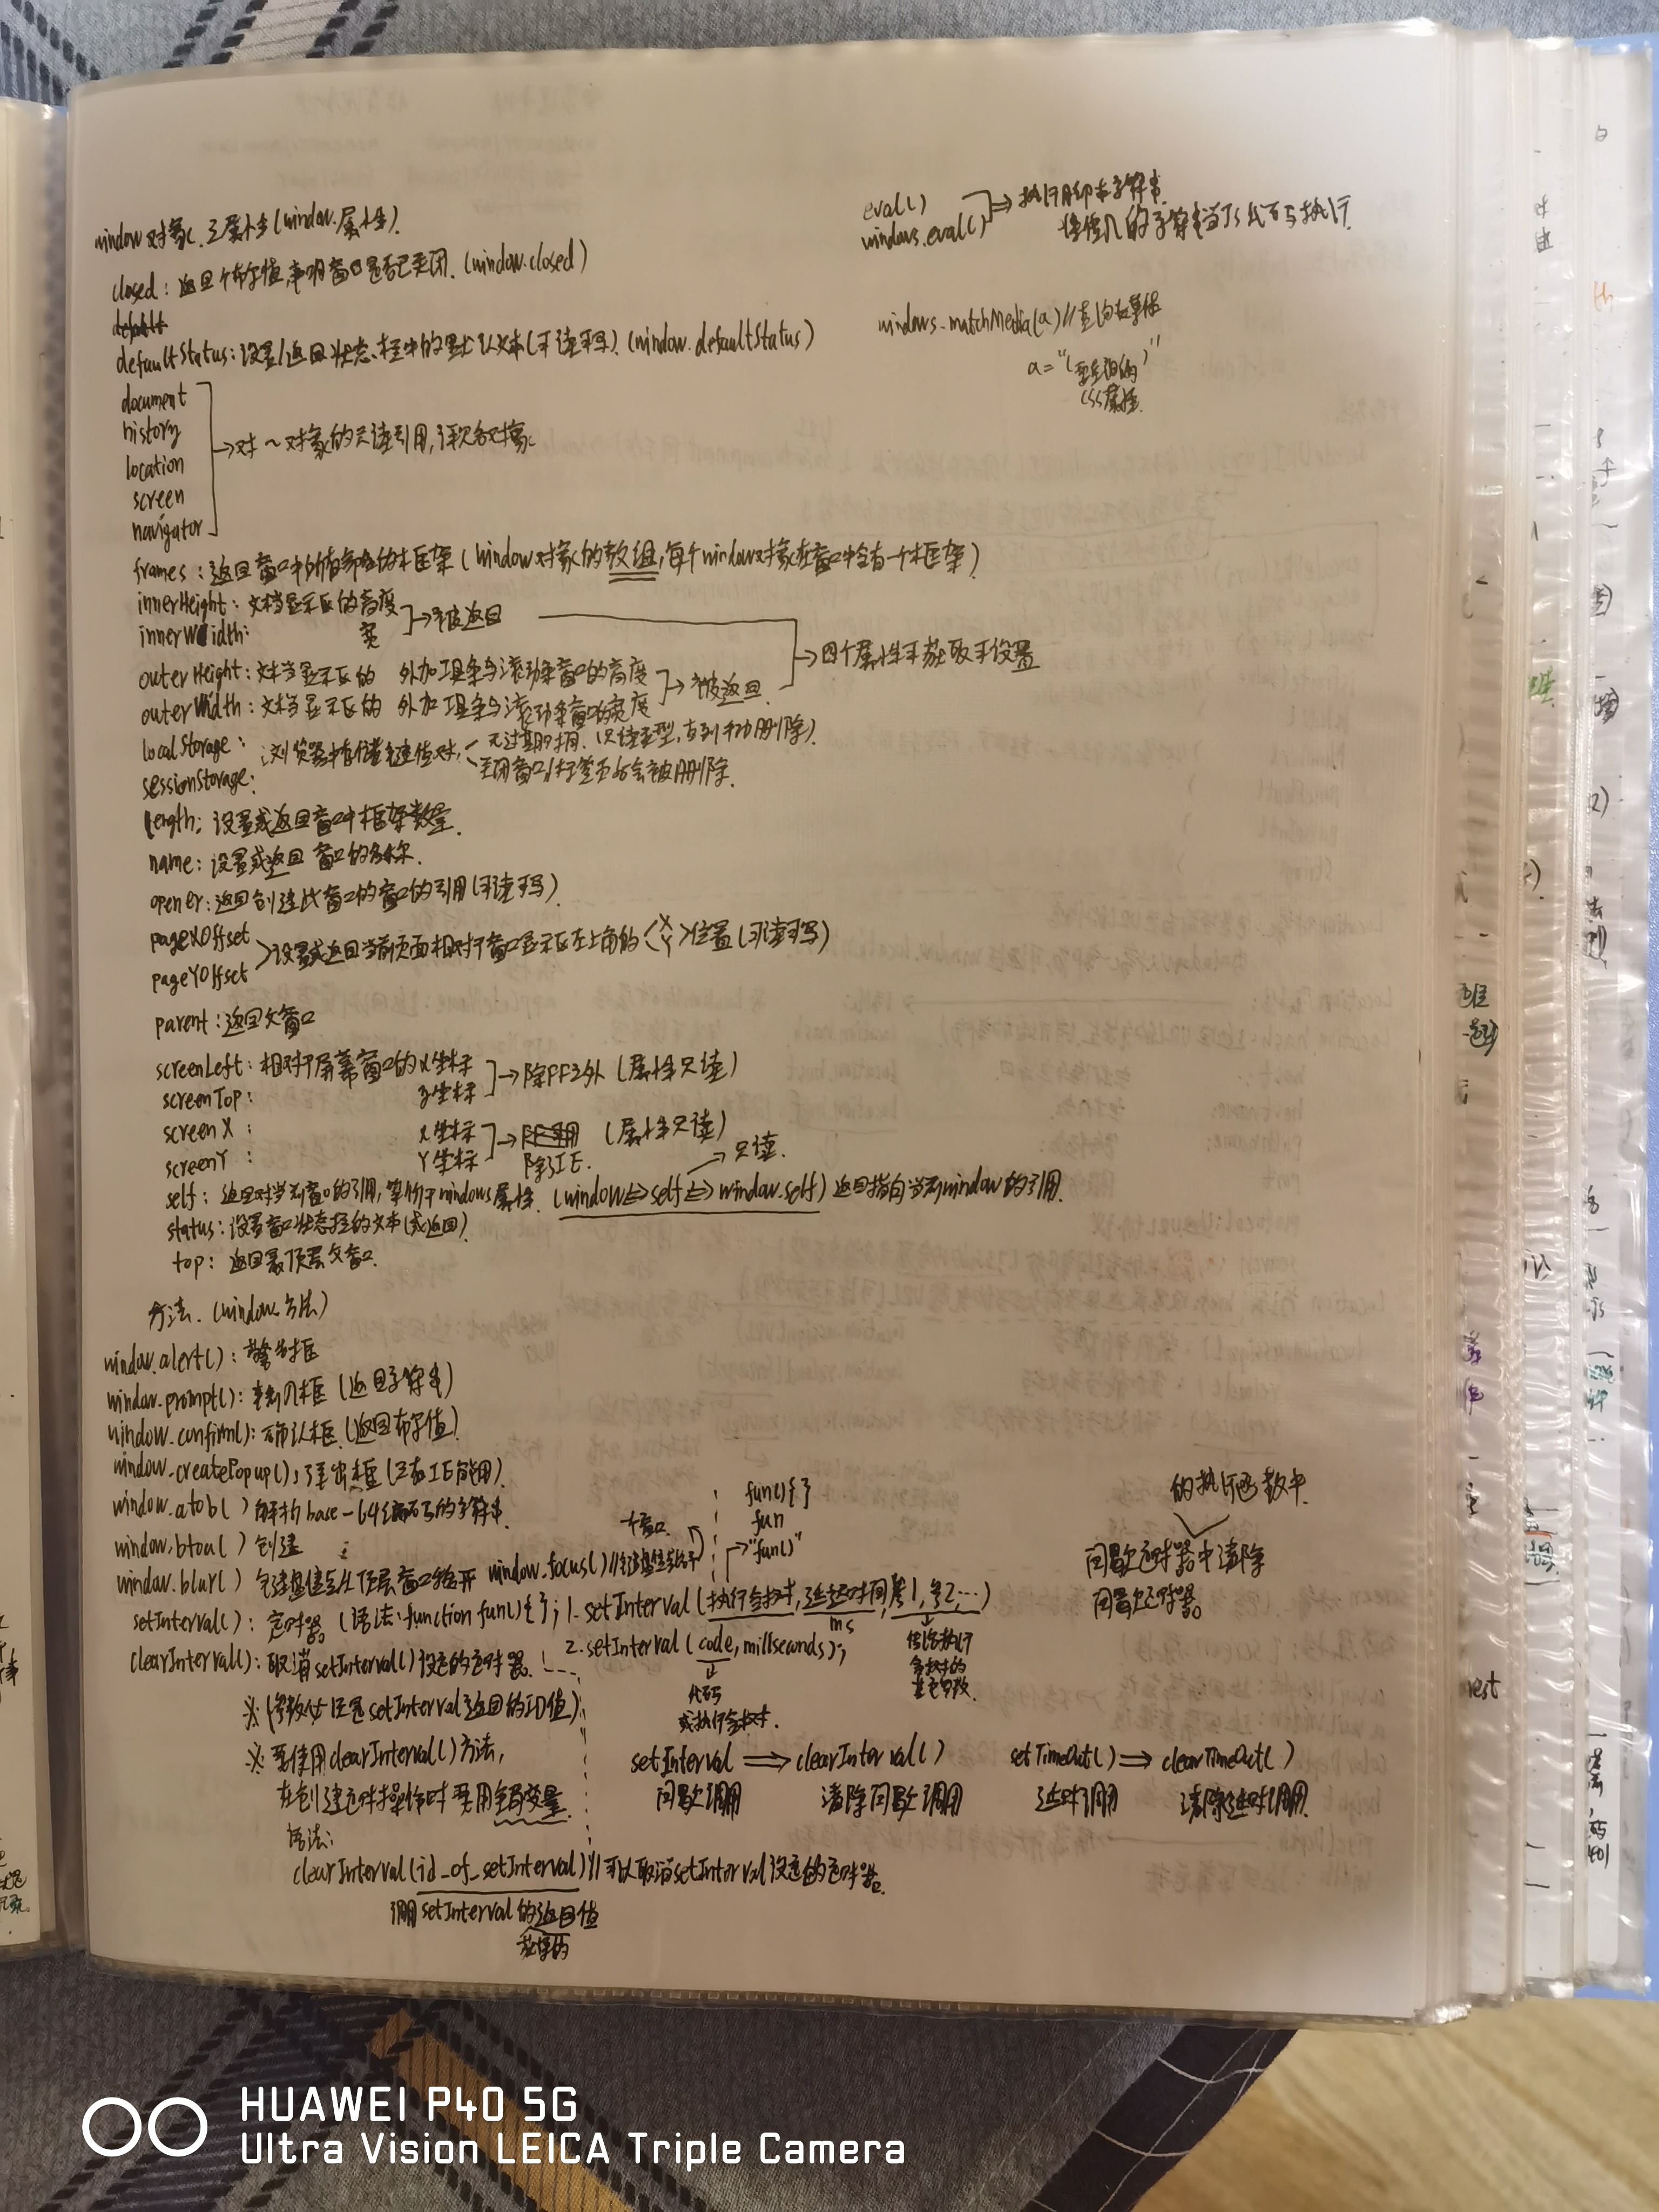 window对象.之属性(window.属性).
closed:返回个布尔值,声明窗口是否已关闭.(window.closed)
default
defaultStatus:设置/返回状态栏中的默认文本(可读可写).(window.defaultStatus)
document
history
location
screen
navigator
→对~对象的只读引用,详见各对象.
eval()
windows.eval()
⇒执行脚本字符串
将传入的字符串当JS代码执行
windows.matchMedia(a)//查询
a="(要查询的)"
CSS属性.
frames:返回窗口中所有命名的框架(window对象的数组,每个window对象在窗口中含有一个框架)
innerHeight:文档显示区的高度
innerWidth: 宽
→被返回
→四个属性可获取可设置
outerHeight:文档显示区的 外加工具条与滚动条窗口的高度
outerWidth:文档显示区的 外加工具条与滚动条窗口的宽度
→被返回
localStorage:
sessionStorage:
浏览器中存储键值对,
无过期时间.(只读类型,直到手动删除).
关闭窗口/标签页后会被删除.
length:设置或返回窗口中框架数量.
name:设置或返回 窗口的名称.
opener:返回创建此窗口的窗口的引用(可读可写)
pageXOffset
pageYOffset
>设置或返回当前页面相对于窗口显示区左上角的<X Y>位置(可读可写)
parent:返回父窗口
screenLeft:相对于屏幕窗口的x坐标
screenTop: y坐标
→除FF之外(属性只读)
screenX: x坐标
screenY: Y坐标
→FF专用 (属性只读)
除IE.
→只读.
self:返回对当前窗口的引用,等价于windows属性.(window⇔self⇔window.self)返回指向当前window的引用.
status:设置窗口状态栏的文本(或返回)
top:返回最顶层父窗口.
方法.(window.方法)
window.alert():警告框
window.prompt():输入框(返回字符串)
window.confirm():确认框.(返回布尔值)
window.createPopup();弹出框(只在IE能用).
window.atob()解析base-64编码的字符串.
window.btoa()创建
window.blur()把键盘焦点从顶层窗口移开 window.focus()//键盘焦点给予
fun(){}
fun
→"fun()"
setInterval():定时器。(语法:function fun(){}; 1.setInterval(执行函数,延迟时间,参1,参2,…)
ms
clearInterval():取消setInterval()设定的定时器.
2.setInterval(code,millseconds);
代码
或执行函数.
传给执行
函数的
其他参数.
的执行函数中
间歇定时器中清除
间歇定时器。
※(参数必须是setInterval返回的ID值)
※要使用clearInterval()方法,
在创建定时操作时要用全局变量.
setInterval⇒clearInterval()
间歇调用 清除间歇调用
setTimeOut()⇒clearTimeOut()
延时调用 清除延时调用.
语法:
clearInterval(id_of_setInterval)//可以取消setInterval设定的定时器.
调用setInterval的返回值
获得的
HUAWEI P40 5G
Ultra Vision LEICA Triple Camera